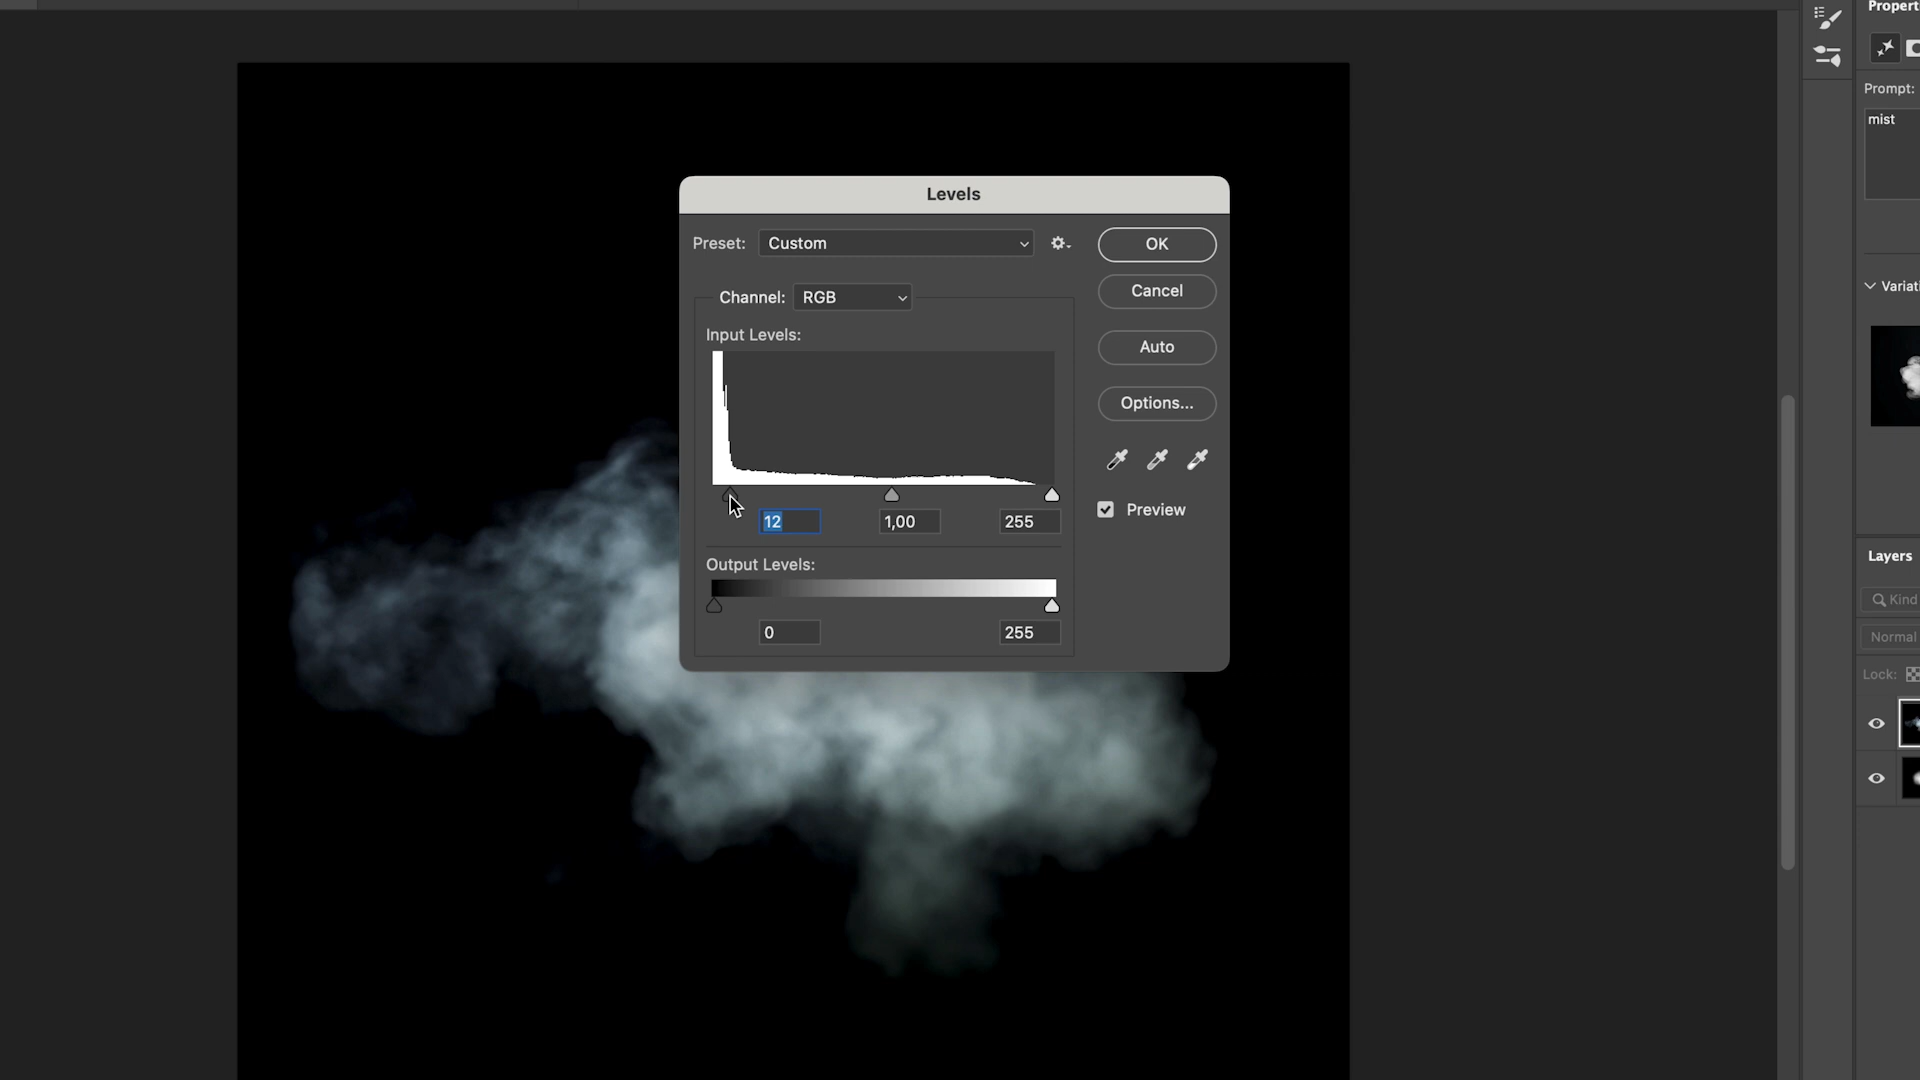 Propert
Prompt:
mist
Levels
Preset: Custom
OK
Channel: RGB
Cancel
Variati
Input Levels:
Auto
Options...
12 1,00 255
Preview
Output Levels:
0 255
Layers
Kind
Normal
Lock: